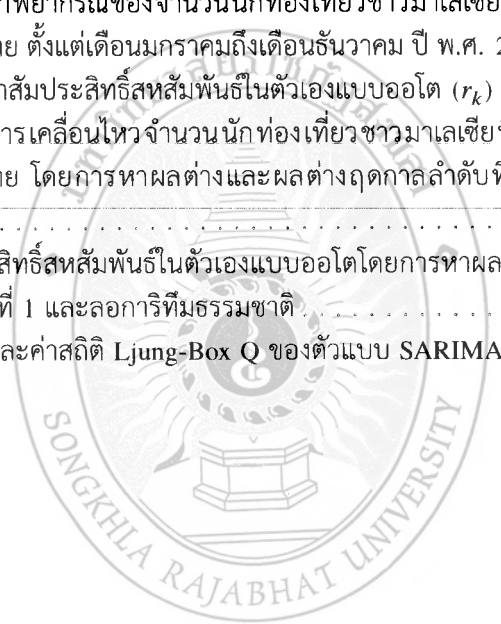 าพยากรณ์ของจำนวนนักท่องเที่ยวชาวมาเลเซีย
ย ตั้งแต่เดือนมกราคมถึงเดือนธันวาคม ปี พ.ศ. 2
าสัมประสิทธิ์สหสัมพันธ์ในตัวเองแบบออโต (r_k)
ารเคลื่อนไหวจำนวนนักท่องเที่ยวชาวมาเลเซีย
ย โดยการหาผลต่างและผลต่างฤดูกาลลำดับที่
สิทธิ์สหสัมพันธ์ในตัวเองแบบออโตโดยการหาผล
ที่ 1 และลอการิทึมธรรมชาติ
ละค่าสถิติ Ljung-Box Q ของตัวแบบ SARIMA
SONGKHLA RAJABHAT UNIVERSITY